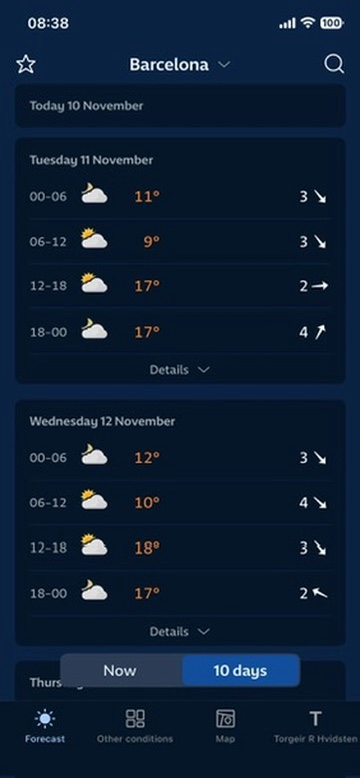 08:38
100
Barcelona
Today 10 November
Tuesday 11 November
00-06 11° 3
06-12 9° 3
12-18 17° 2
18-00 17° 4
Details
Wednesday 12 November
00-06 12° 3
06-12 10° 4
12-18 18° 3
18-00 17° 2
Details
Now 10 days
Forecast Other conditions Map T Torgeir R Hvidsten